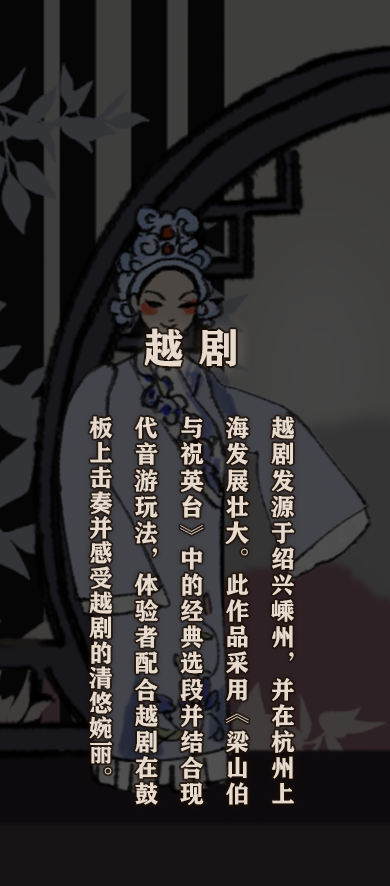 越剧
越剧发源于绍兴嵊州，并在杭州上
海发展壮大。此作品采用《梁山伯
与祝英台》中的经典选段并结合现
代音游玩法，体验者配合越剧在鼓
板上击奏并感受越剧的清悠婉丽。